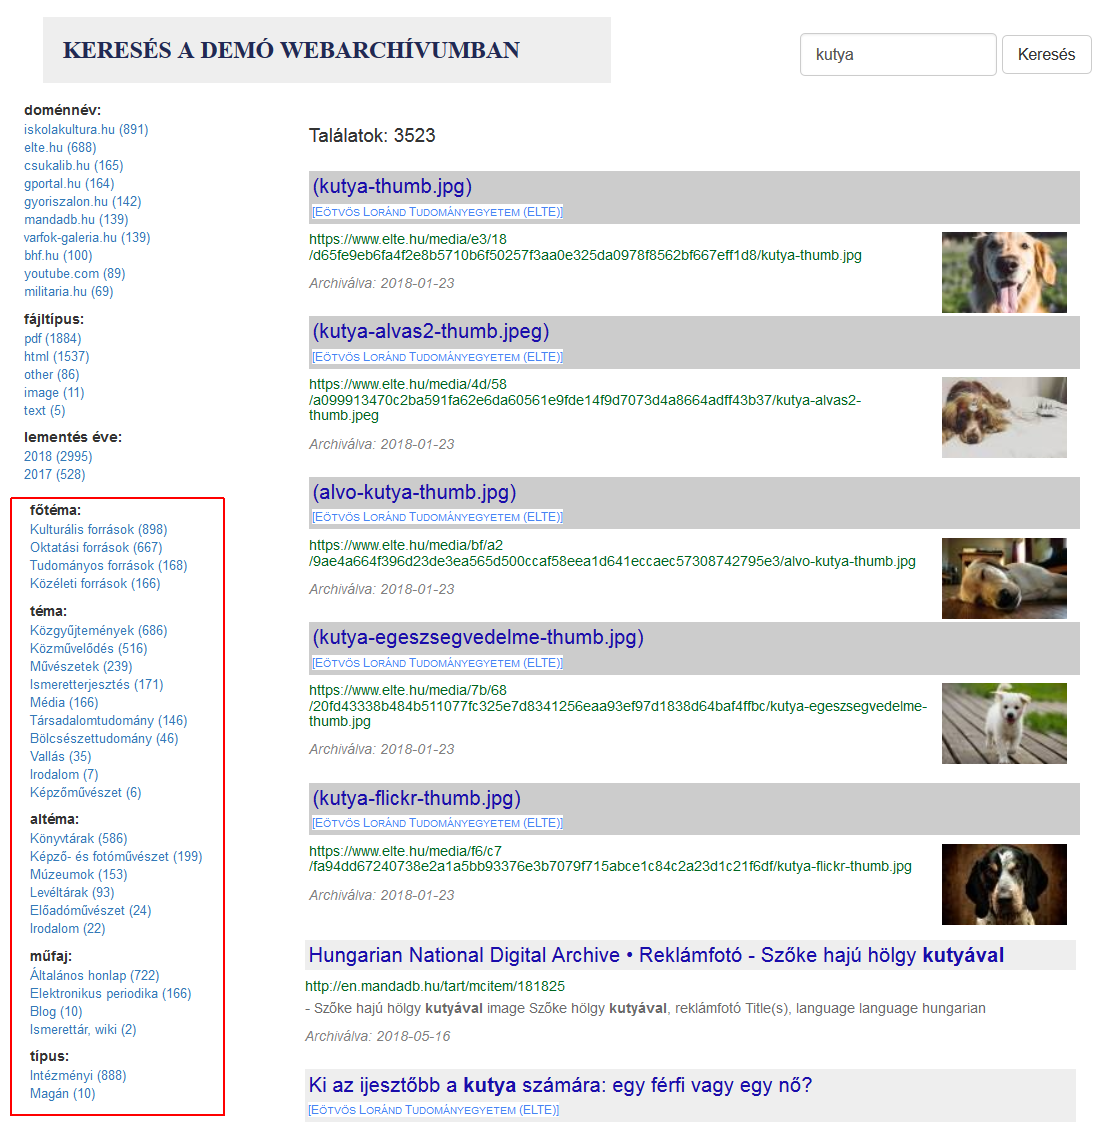 KERESÉS A DEMÓ WEBARCHÍVUMBAN
kutya
Keresés
doménnév:
iskolakultura.hu (891)
elte.hu (688)
csukalib.hu (165)
gportal.hu (164)
gyoriszalon.hu (142)
mandadb.hu (139)
varfok-galeria.hu (139)
bhf.hu (100)
youtube.com (89)
militaria.hu (69)
fájltípus:
pdf (1884)
html (1537)
other (86)
image (11)
text (5)
lementés éve:
2018 (2995)
2017 (528)
főtéma:
Kulturális források (898)
Oktatási források (667)
Tudományos források (168)
Közéleti források (166)
téma:
Közgyűjtemények (686)
Közművelődés (516)
Művészetek (239)
Ismeretterjesztés (171)
Média (166)
Társadalomtudomány (146)
Bölcsészettudomány (46)
Vallás (35)
Irodalom (7)
Képzőművészet (6)
altéma:
Könyvtárak (586)
Képző- és fotóművészet (199)
Múzeumok (153)
Levéltárak (93)
Előadóművészet (24)
Irodalom (22)
műfaj:
Általános honlap (722)
Elektronikus periodika (166)
Blog (10)
Ismerettár, wiki (2)
típus:
Intézményi (888)
Magán (10)
Találatok: 3523
(kutya-thumb.jpg)
[EÖTVÖS LORÁND TUDOMÁNYEGYETEM (ELTE)]
https://www.elte.hu/media/e3/18
/d65fe9eb6fa4f2e8b5710b6f50257f3aa0e325da0978f8562bf667eff1d8/kutya-thumb.jpg
Archiválva: 2018-01-23
(kutya-alvas2-thumb.jpeg)
[EÖTVÖS LORÁND TUDOMÁNYEGYETEM (ELTE)]
https://www.elte.hu/media/4d/58
/a099913470c2ba591fa62e6da60561e9fde14f9d7073d4a8664adff43b37/kutya-alvas2-
thumb.jpeg
Archiválva: 2018-01-23
(alvo-kutya-thumb.jpg)
[EÖTVÖS LORÁND TUDOMÁNYEGYETEM (ELTE)]
https://www.elte.hu/media/bf/a2
/9ae4a664f396d23de3ea565d500ccaf58eea1d641eccaec57308742795e3/alvo-kutya-thumb.jpg
Archiválva: 2018-01-23
(kutya-egeszsegvedelme-thumb.jpg)
[EÖTVÖS LORÁND TUDOMÁNYEGYETEM (ELTE)]
https://www.elte.hu/media/7b/68
/20fd43338b484b511077fc325e7d8341256eaa93ef97d1838d64baf4ffbc/kutya-egeszsegvedelme-
thumb.jpg
Archiválva: 2018-01-23
(kutya-flickr-thumb.jpg)
[EÖTVÖS LORÁND TUDOMÁNYEGYETEM (ELTE)]
https://www.elte.hu/media/f6/c7
/fa94dd67240738e2a1a5bb93376e3b7079f715abce1c84c2a23d1c21f6df/kutya-flickr-thumb.jpg
Archiválva: 2018-01-23
Hungarian National Digital Archive • Reklámfotó - Szőke hajú hölgy kutyával
http://en.mandadb.hu/tart/mcitem/181825
- Szőke hajú hölgy kutyával image Szőke hölgy kutyával, reklámfotó Title(s), language language hungarian
Archiválva: 2018-05-16
Ki az ijesztőbb a kutya számára: egy férfi vagy egy nő?
[EÖTVÖS LORÁND TUDOMÁNYEGYETEM (ELTE)]